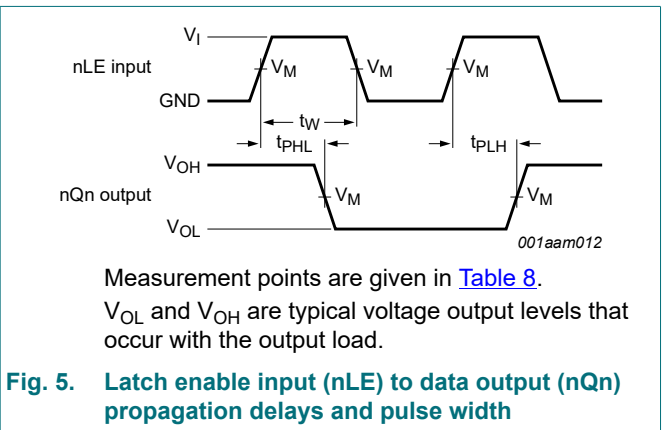 V_I
nLE input
V_M V_M V_M
GND
t_W
t_PHL t_PLH
V_OH
nQn output
V_M V_M
V_OL
001aam012
Measurement points are given in Table 8.
V_OL and V_OH are typical voltage output levels that
occur with the output load.
Fig. 5. Latch enable input (nLE) to data output (nQn)
propagation delays and pulse width